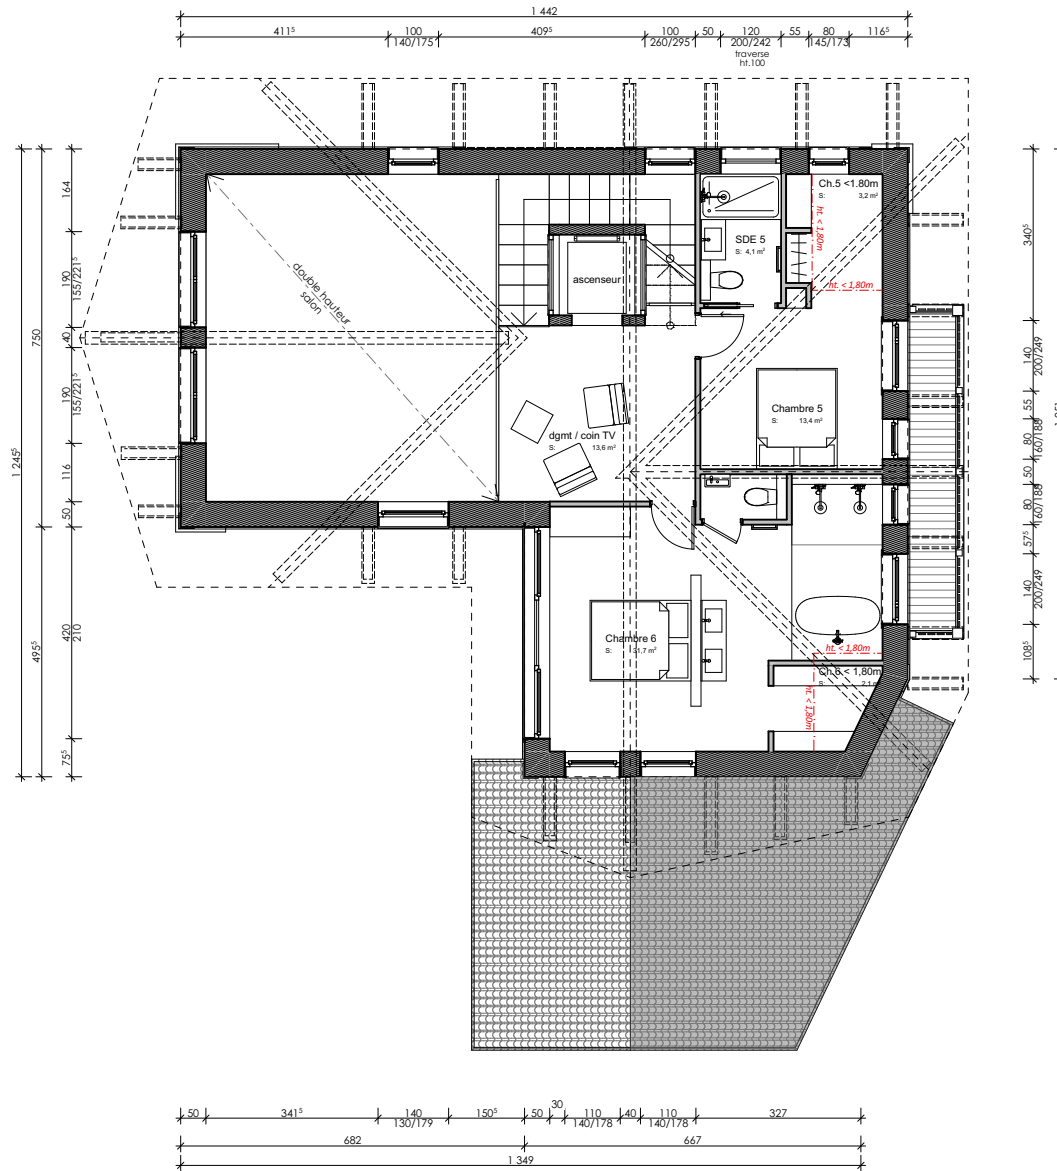 1 442
411⁵ 100 409⁵ 100 50 120 55 80 116⁵
140/175 260/295 200/242 145/173
traverse
ht.100
164
190
155/221⁵
40
190
155/221⁵
116
50
750
1 245⁵
420
210
495⁵
75⁵
340⁵
140
200/249
55
80
160/188
50
80
160/188
57⁵
140
200/249
108⁵
double hauteur
salon
ascenseur
SDE 5
S: 4,1 m²
Ch.5 <1.80m
S: 3,2 m²
ht. < 1,80m
ht. < 1,80m
Chambre 5
S: 13,4 m²
dgmt / coin TV
S: 13,6 m²
Chambre 6
S: 31,7 m²
ht. < 1,80m
Ch.6 < 1,80m
S: 2,1 m²
ht. < 1,80m
30
50 341⁵ 140 150⁵ 50 110 40 110 327
130/179 140/178 140/178
682 667
1 349